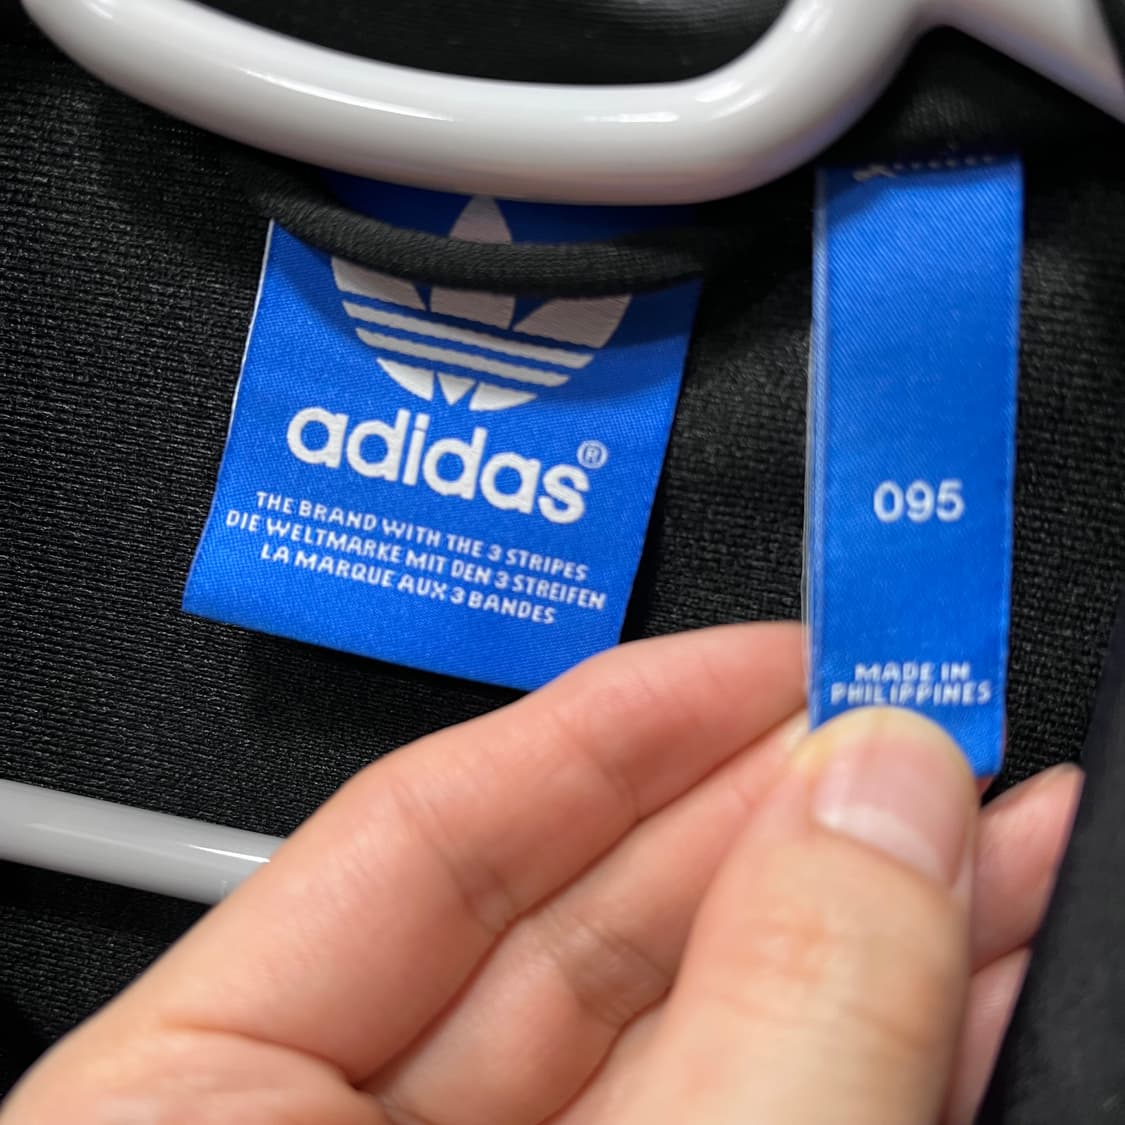 adidas®
THE BRAND WITH THE 3 STRIPES
DIE WELTMARKE MIT DEN 3 STREIFEN
LA MARQUE AUX 3 BANDES
095
MADE IN
PHILIPPINES